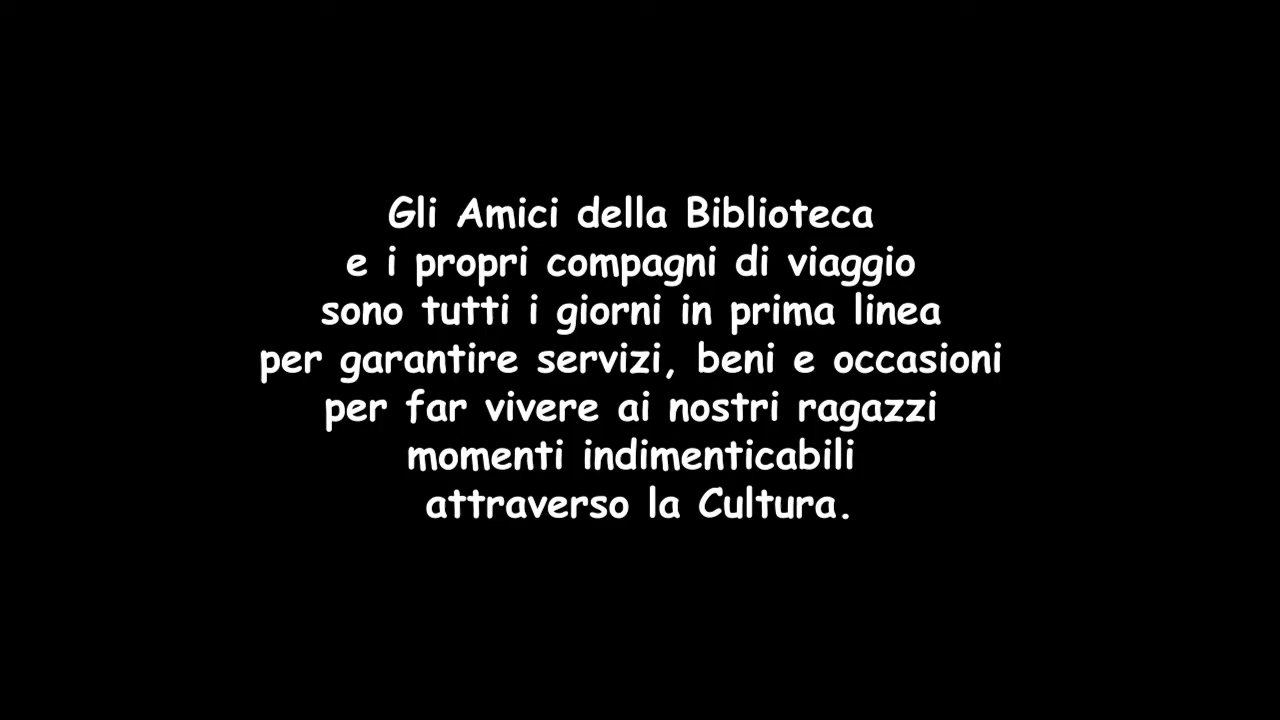 Gli Amici della Biblioteca
e i propri compagni di viaggio
sono tutti i giorni in prima linea
per garantire servizi, beni e occasioni
per far vivere ai nostri ragazzi
momenti indimenticabili
attraverso la Cultura.